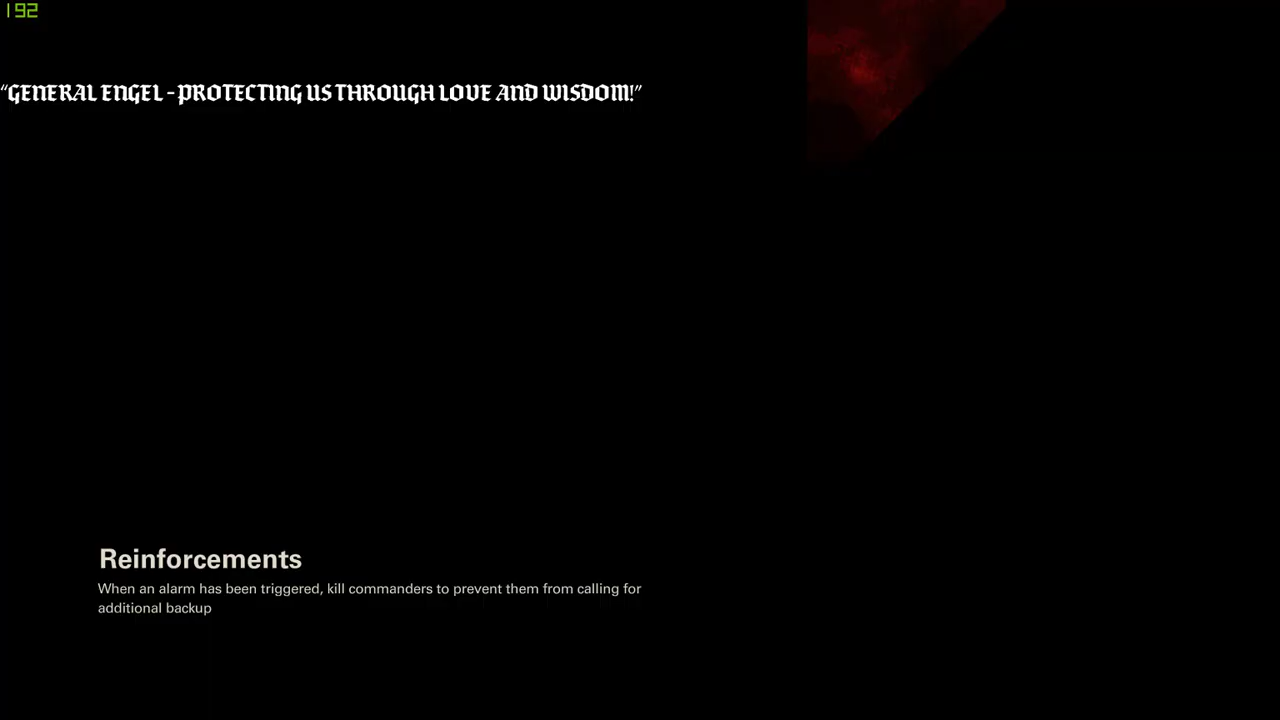 192
“GENERAL ENGEL - PROTECTING US THROUGH LOVE AND WISDOM!”
Reinforcements
When an alarm has been triggered, kill commanders to prevent them from calling for
additional backup